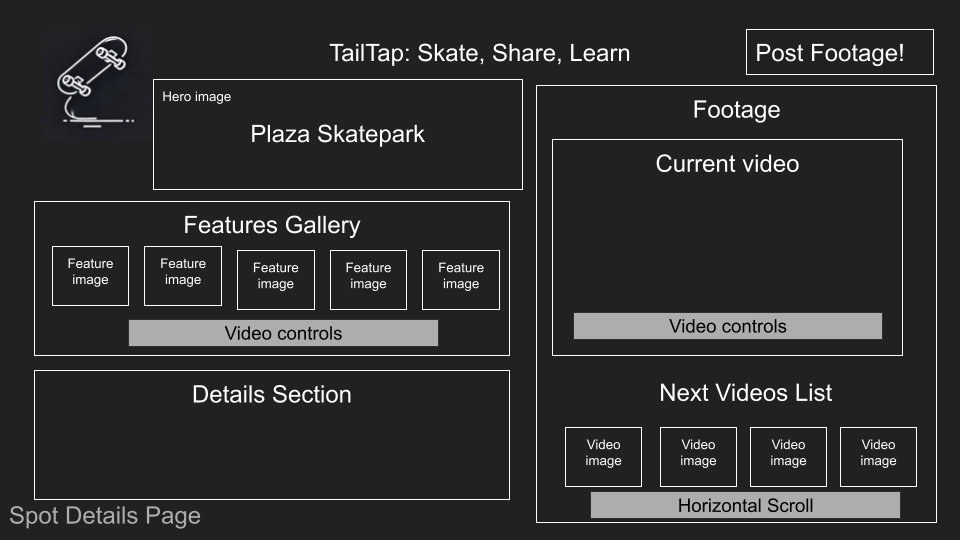 TailTap: Skate, Share, Learn
Post Footage!
Hero image
Plaza Skatepark
Features Gallery
Feature
image
Feature
image
Feature
image
Feature
image
Feature
image
Video controls
Details Section
Footage
Current video
Video controls
Next Videos List
Video
image
Video
image
Video
image
Video
image
Horizontal Scroll
Spot Details Page